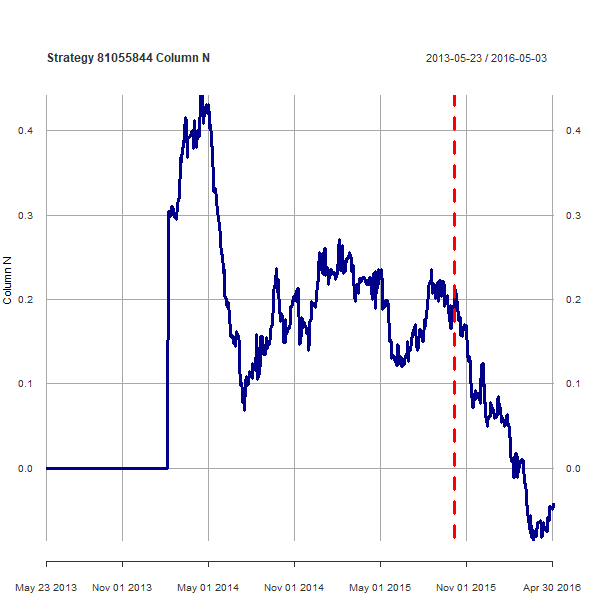 Strategy 81055844 Column N
2013-05-23 / 2016-05-03
Column N
0.4
0.3
0.2
0.1
0.0
0.4
0.3
0.2
0.1
0.0
May 23 2013
Nov 01 2013
May 01 2014
Nov 01 2014
May 01 2015
Nov 01 2015
Apr 30 2016